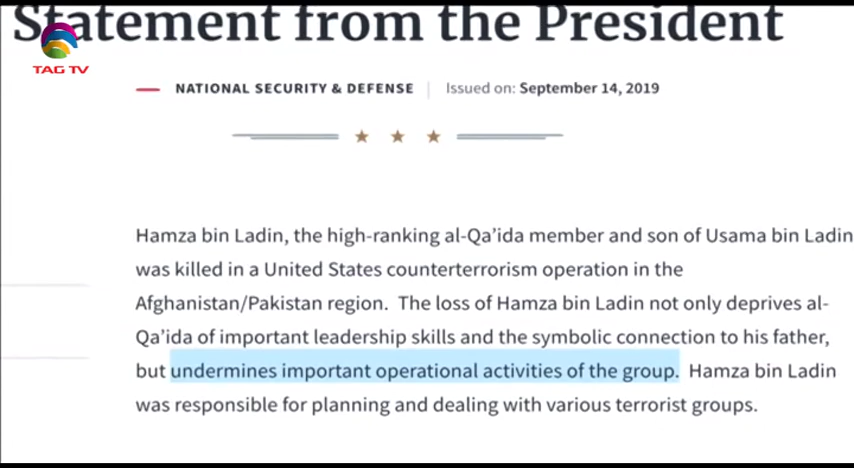 Statement from the President
TAG TV
NATIONAL SECURITY & DEFENSE | Issued on: September 14, 2019
Hamza bin Ladin, the high-ranking al-Qa’ida member and son of Usama bin Ladin
was killed in a United States counterterrorism operation in the
Afghanistan/Pakistan region.  The loss of Hamza bin Ladin not only deprives al-
Qa’ida of important leadership skills and the symbolic connection to his father,
but undermines important operational activities of the group.  Hamza bin Ladin
was responsible for planning and dealing with various terrorist groups.